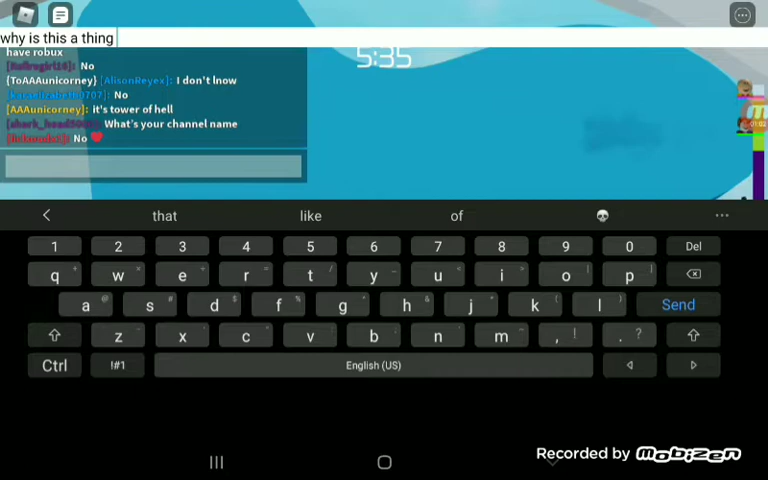 why is this a thing
have robux
No
{ToAAAunicorney} [AlisonReyex]: I don't lnow
No
[AAAunicorney]: it's tower of hell
What's your channel name
No ❤
5:35
01:02
that like of 💀 ...
1 2 3 4 5 6 7 8 9 0 Del
q w e r t y u i o p
a s d f g h j k l Send
z x c v b n m , ! . ?
Ctrl !#1 English (US)
Recorded by Mobizen